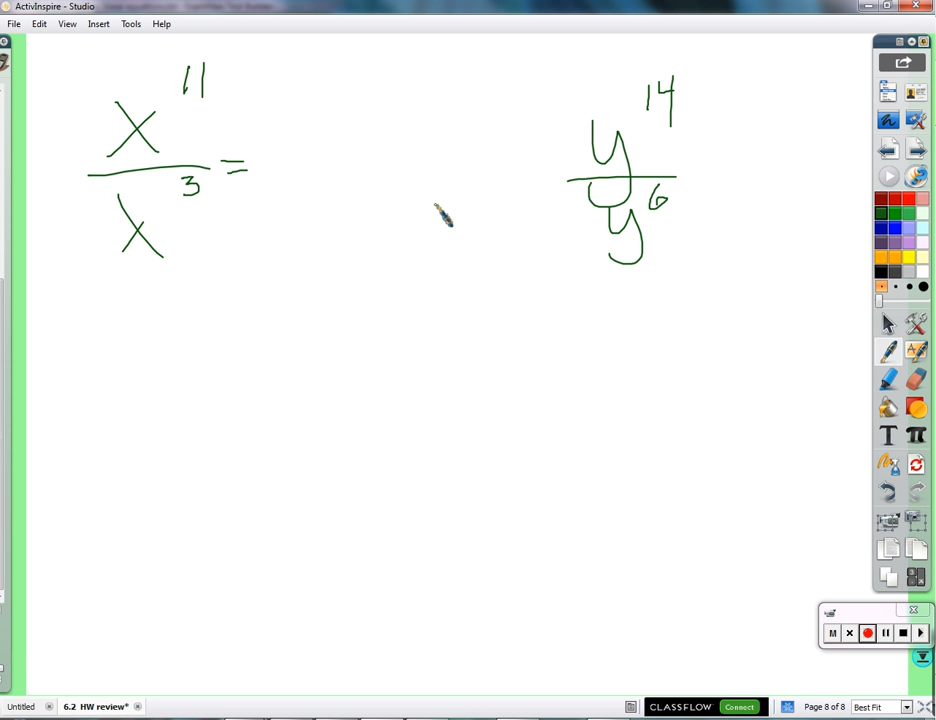 ActivInspire - Studio
File Edit View Insert Tools Help
x^11 / x^3 =
y^14 / y^6
M
T π
Untitled 6.2 HW review* CLASSFLOW Connect Page 8 of 8 Best Fit